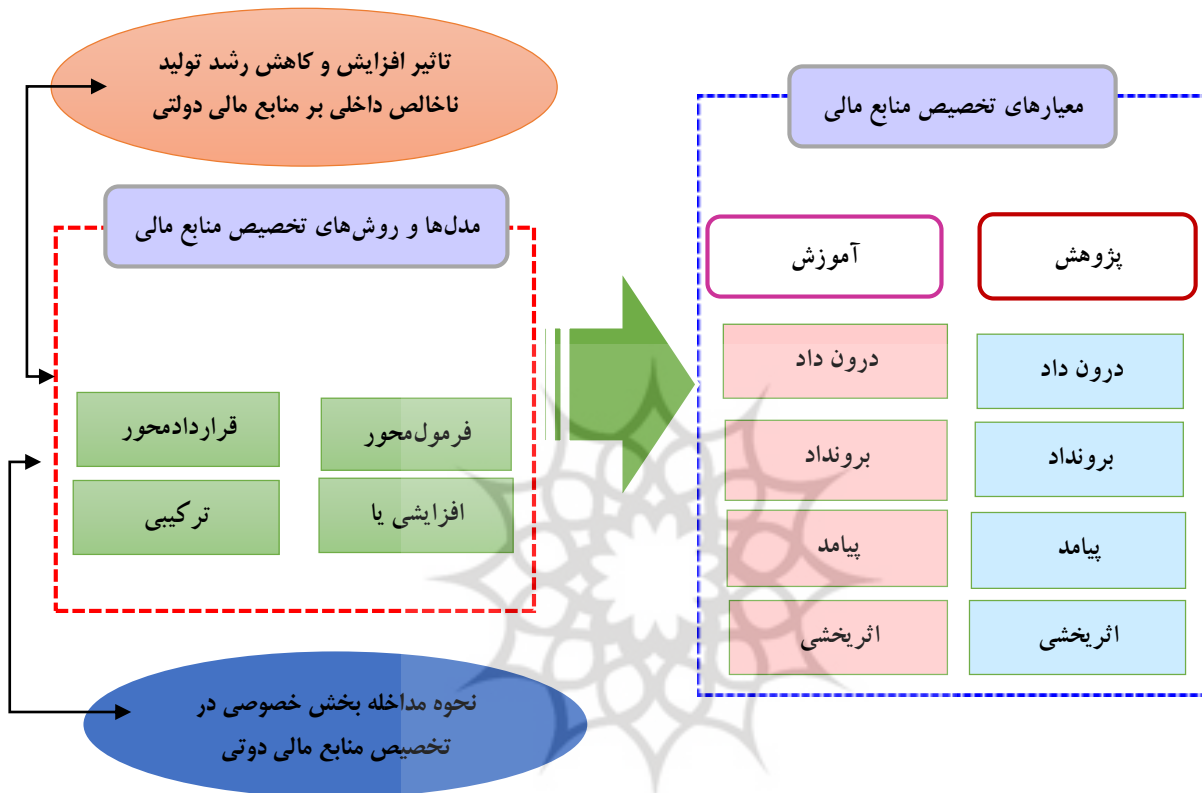 تاثیر افزایش و کاهش رشد تولید
ناخالص داخلی بر منابع مالی دولتی
معیارهای تخصیص منابع مالی
مدل‌ها و روش‌های تخصیص منابع مالی
پژوهش
آموزش
درون داد
درون داد
برونداد
برونداد
پیامد
پیامد
اثربخشی
اثربخشی
فرمول‌محور
قراردادمحور
افزایشی یا
ترکیبی
نحوه مداخله بخش خصوصی در
تخصیص منابع مالی دوتی